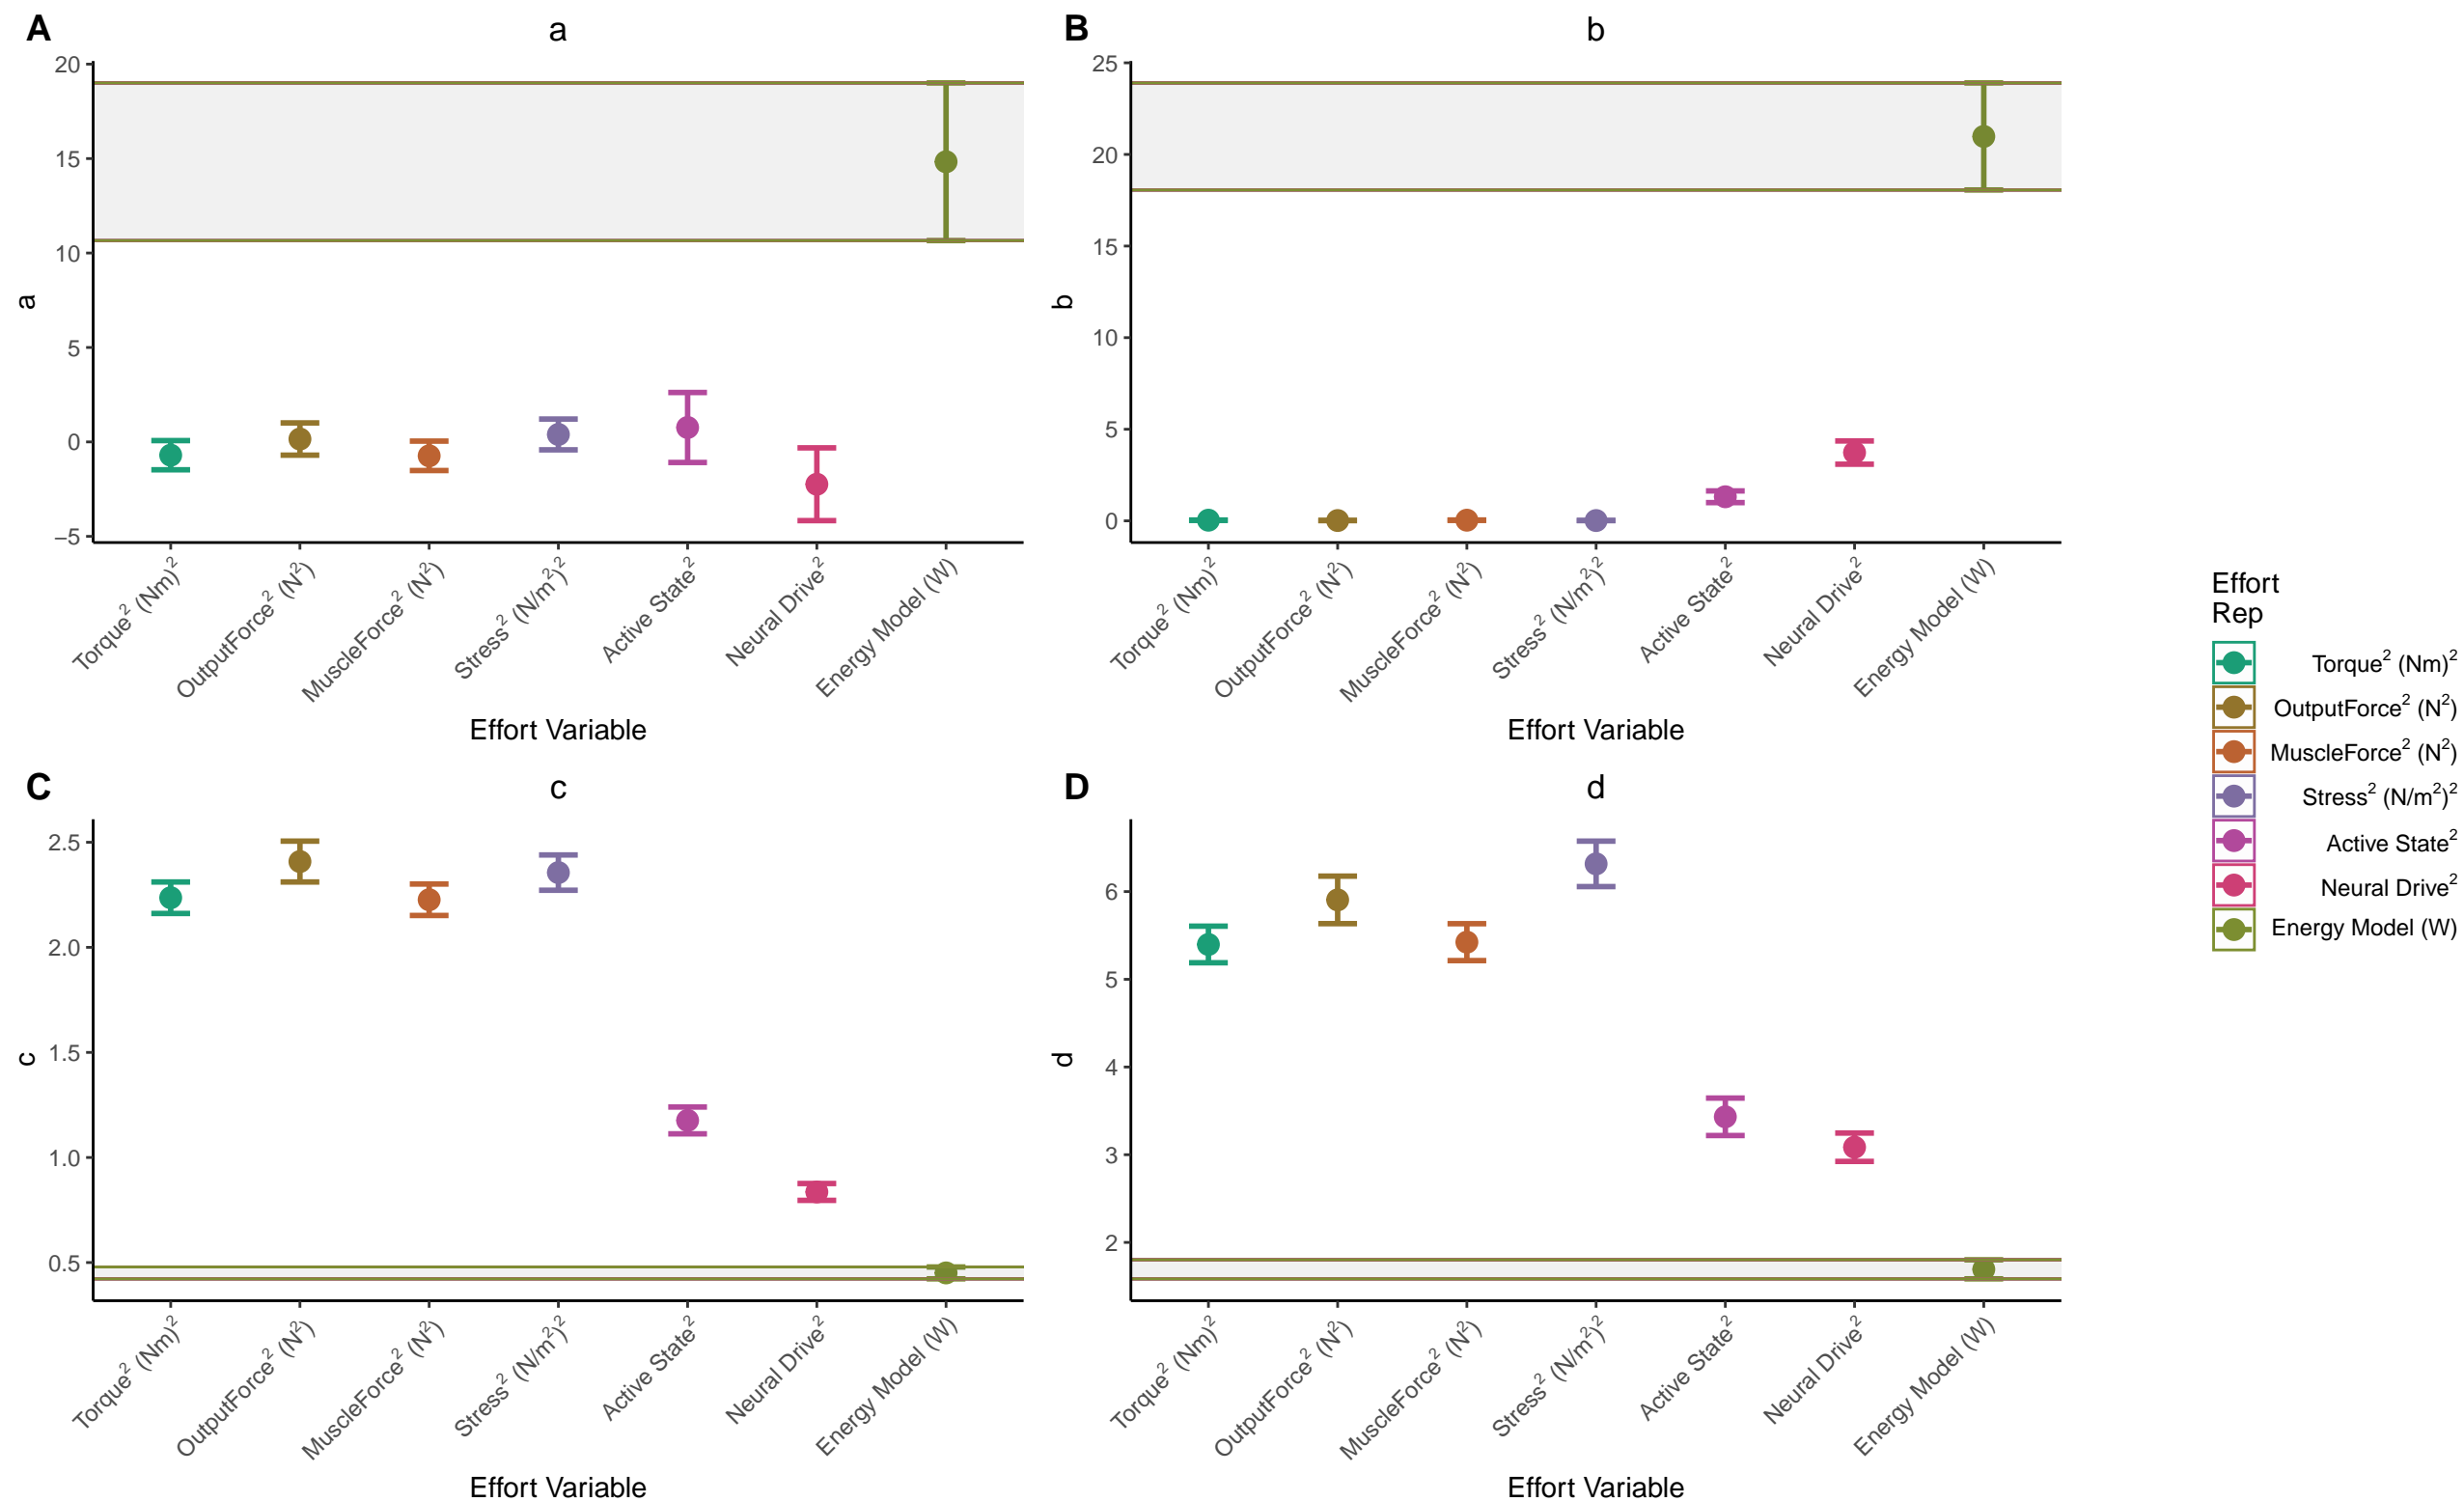 A
a
20
15
10
5
0
−5
a
Torque² (Nm)²
OutputForce² (N²)
MuscleForce² (N²)
Stress² (N/m²)²
Active State²
Neural Drive²
Energy Model (W)
Effort Variable
B
b
25
20
15
10
5
0
b
Torque² (Nm)²
OutputForce² (N²)
MuscleForce² (N²)
Stress² (N/m²)²
Active State²
Neural Drive²
Energy Model (W)
Effort Variable
C
c
2.5
2.0
1.5
1.0
0.5
c
Torque² (Nm)²
OutputForce² (N²)
MuscleForce² (N²)
Stress² (N/m²)²
Active State²
Neural Drive²
Energy Model (W)
Effort Variable
D
d
6
5
4
3
2
d
Torque² (Nm)²
OutputForce² (N²)
MuscleForce² (N²)
Stress² (N/m²)²
Active State²
Neural Drive²
Energy Model (W)
Effort Variable
Effort
Rep
Torque² (Nm)²
OutputForce² (N²)
MuscleForce² (N²)
Stress² (N/m²)²
Active State²
Neural Drive²
Energy Model (W)